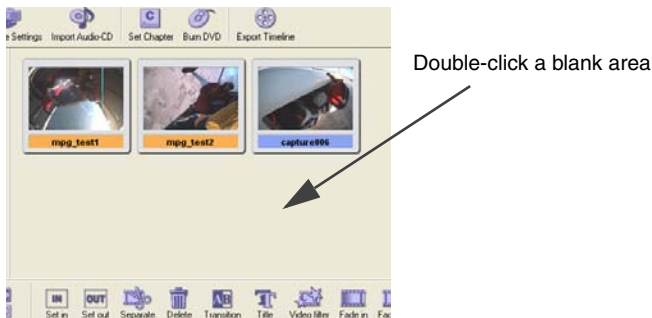 e Settings Import Audio-CD Set Chapter Burn DVD Export Timeline
Double-click a blank area
mpg_test1 mpg_test2 capture006
IN OUT
Set in Set out Separate Delete Transition Title Video filter Fade in Fad